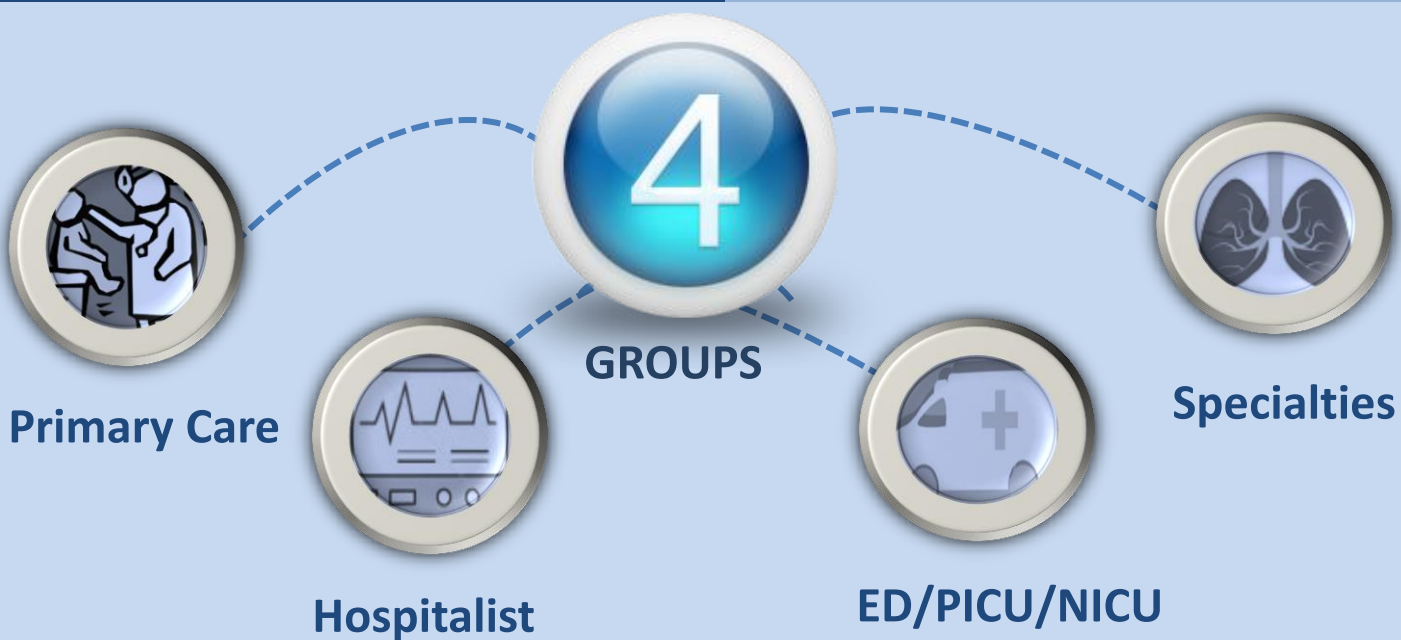 4
GROUPS
Primary Care
Hospitalist
ED/PICU/NICU
Specialties